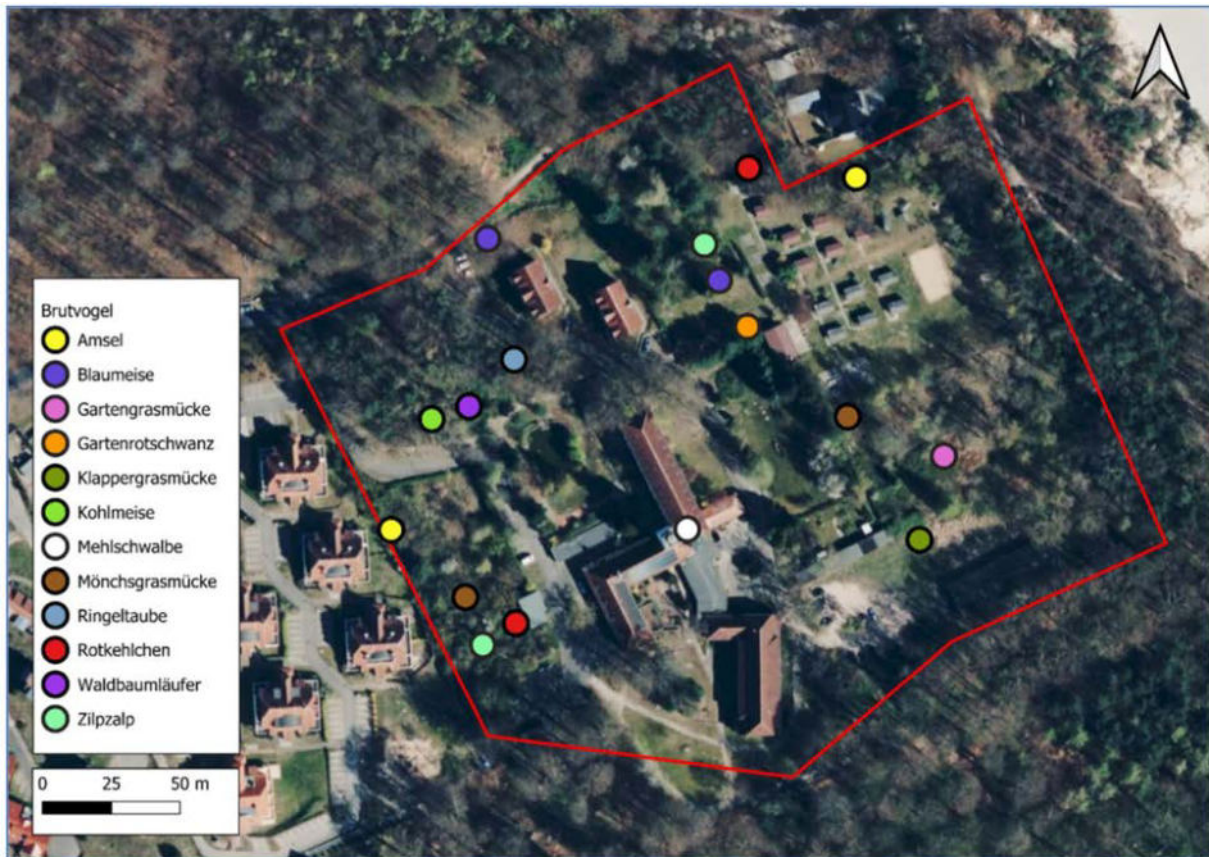 Brutvogel
Amsel
Blaumeise
Gartengrasmücke
Gartenrotschwanz
Klappergrasmücke
Kohlmeise
Mehlschwalbe
Mönchsgrasmücke
Ringeltaube
Rotkehlchen
Waldbaumläufer
Zilpzalp
0 25 50 m